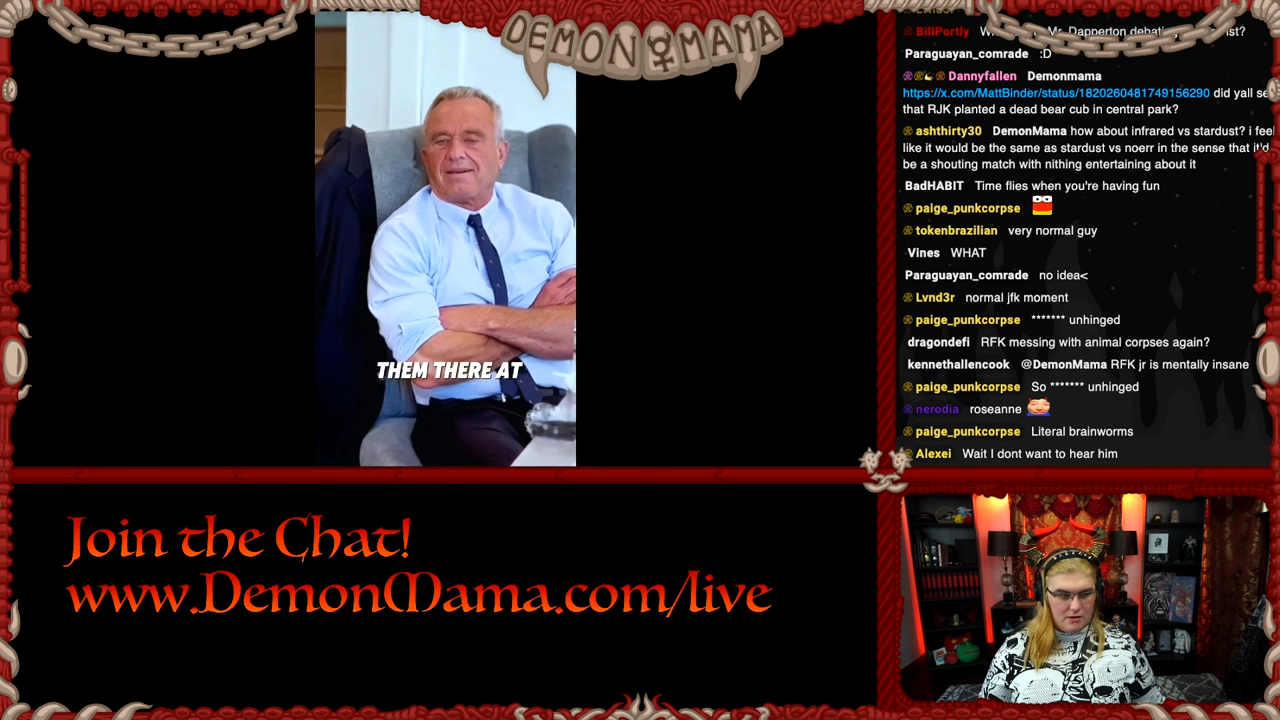 DEMON MAMA
THEM THERE AT
Join the Chat!
www.DemonMama.com/live
BillPortly
Mr. Dapperton
Paraguayan_comrade :D
Dannyfallen Demonmama
https://x.com/MattBinder/status/1820260481749156290 did yall
that RJK planted a dead bear cub in central park?
ashthirty30 DemonMama how about infrared vs stardust? i feel
like it would be the same as stardust vs noerr in the sense that it'd
be a shouting match with nithing entertaining about it
BadHABIT Time flies when you're having fun
paige_punkcorpse
tokenbrazilian very normal guy
Vines WHAT
Paraguayan_comrade no idea<
Lvnd3r normal jfk moment
paige_punkcorpse ******* unhinged
dragondefi RFK messing with animal corpses again?
kennethallencook @DemonMama RFK jr is mentally insane
paige_punkcorpse So ******* unhinged
nerodia roseanne
paige_punkcorpse Literal brainworms
Alexei Wait I dont want to hear him